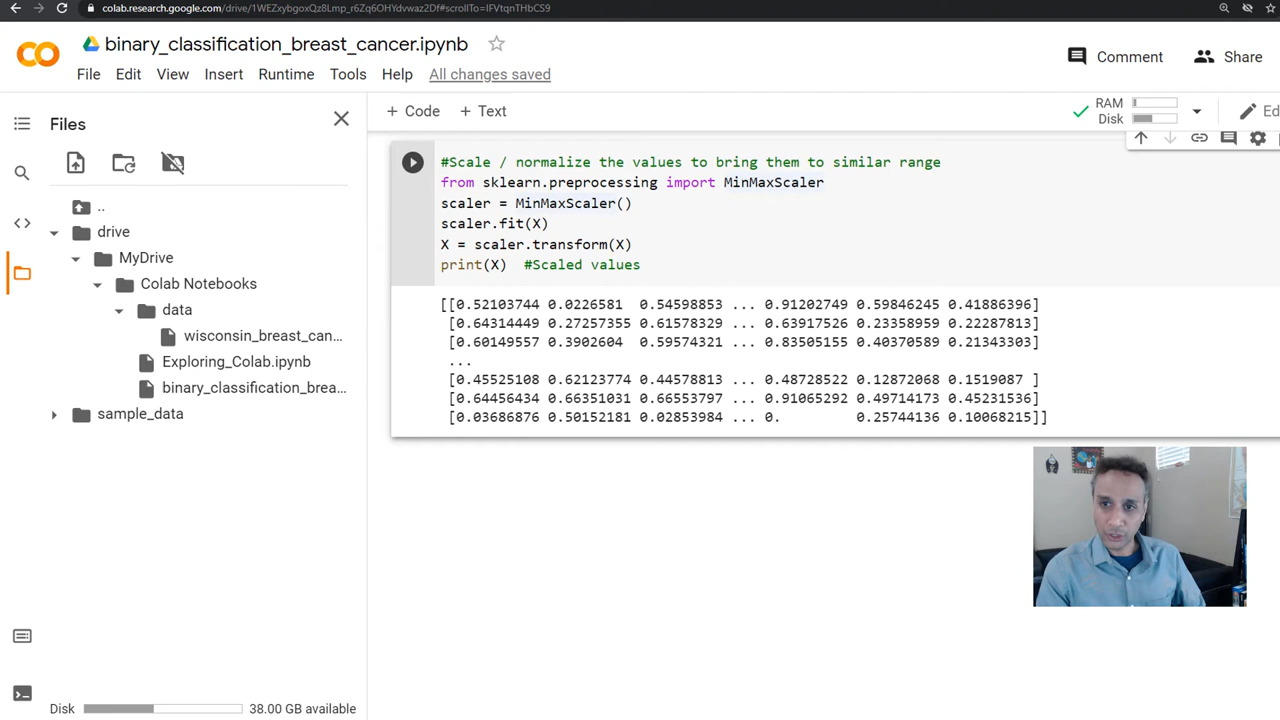 colab.research.google.com/drive/1WEZxybgoxQz8Lmp_r6Zq6OHYdvwaz2Df#scrollTo=IFVtqnTHbCS9
binary_classification_breast_cancer.ipynb
File Edit View Insert Runtime Tools Help All changes saved
Comment Share
Files
+ Code + Text
RAM
Disk
Ed
..
drive
MyDrive
Colab Notebooks
data
wisconsin_breast_can...
Exploring_Colab.ipynb
binary_classification_brea...
sample_data
#Scale / normalize the values to bring them to similar range
from sklearn.preprocessing import MinMaxScaler
scaler = MinMaxScaler()
scaler.fit(X)
X = scaler.transform(X)
print(X)  #Scaled values
[[0.52103744 0.0226581  0.54598853 ... 0.91202749 0.59846245 0.41886396]
[0.64314449 0.27257355 0.61578329 ... 0.63917526 0.23358959 0.22287813]
[0.60149557 0.3902604  0.59574321 ... 0.83505155 0.40370589 0.21343303]
...
[0.45525108 0.62123774 0.44578813 ... 0.48728522 0.12872068 0.1519087 ]
[0.64456434 0.66351031 0.66553797 ... 0.91065292 0.49714173 0.45231536]
[0.03686876 0.50152181 0.02853984 ... 0.         0.25744136 0.10068215]]
Disk 38.00 GB available